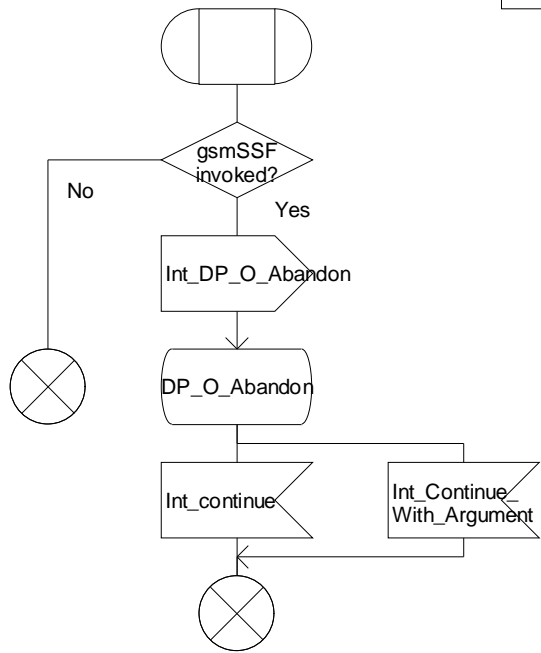 gsmSSF
invoked?
No
Yes
Int_DP_O_Abandon
DP_O_Abandon
Int_continue
Int_Continue_
With_Argument